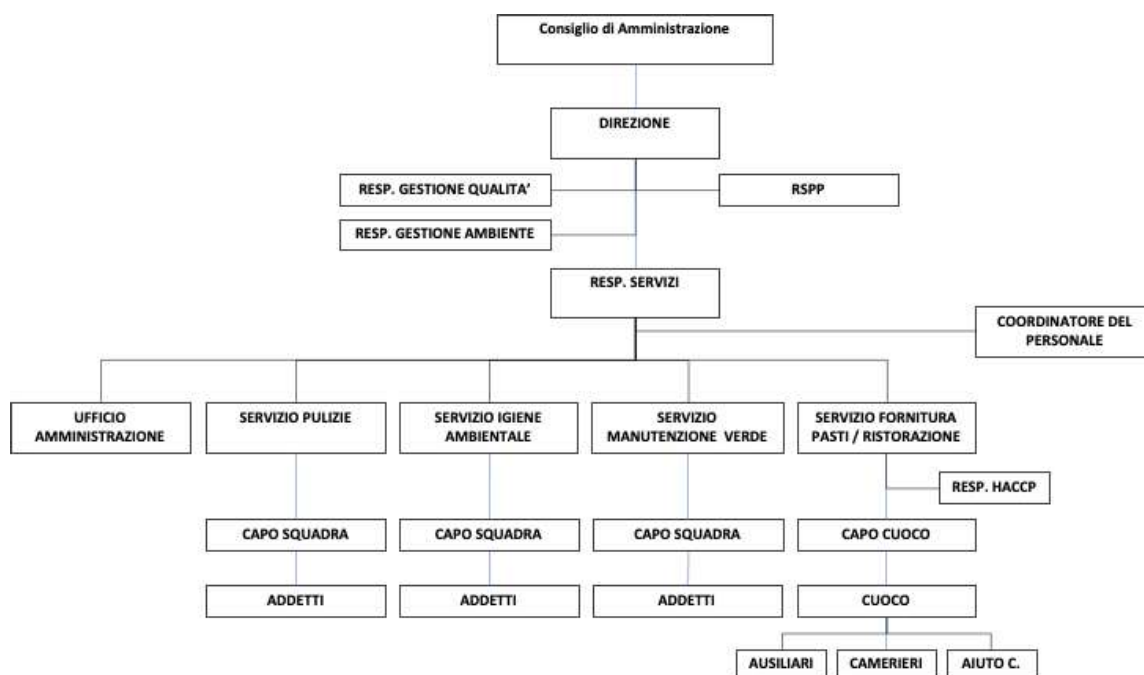 Consiglio di Amministrazione
DIREZIONE
RESP. GESTIONE QUALITA’
RSPP
RESP. GESTIONE AMBIENTE
RESP. SERVIZI
COORDINATORE DEL
PERSONALE
UFFICIO
AMMINISTRAZIONE
SERVIZIO PULIZIE
SERVIZIO IGIENE
AMBIENTALE
SERVIZIO
MANUTENZIONE VERDE
SERVIZIO FORNITURA
PASTI / RISTORAZIONE
RESP. HACCP
CAPO SQUADRA
CAPO SQUADRA
CAPO SQUADRA
CAPO CUOCO
ADDETTI
ADDETTI
ADDETTI
CUOCO
AUSILIARI
CAMERIERI
AIUTO C.